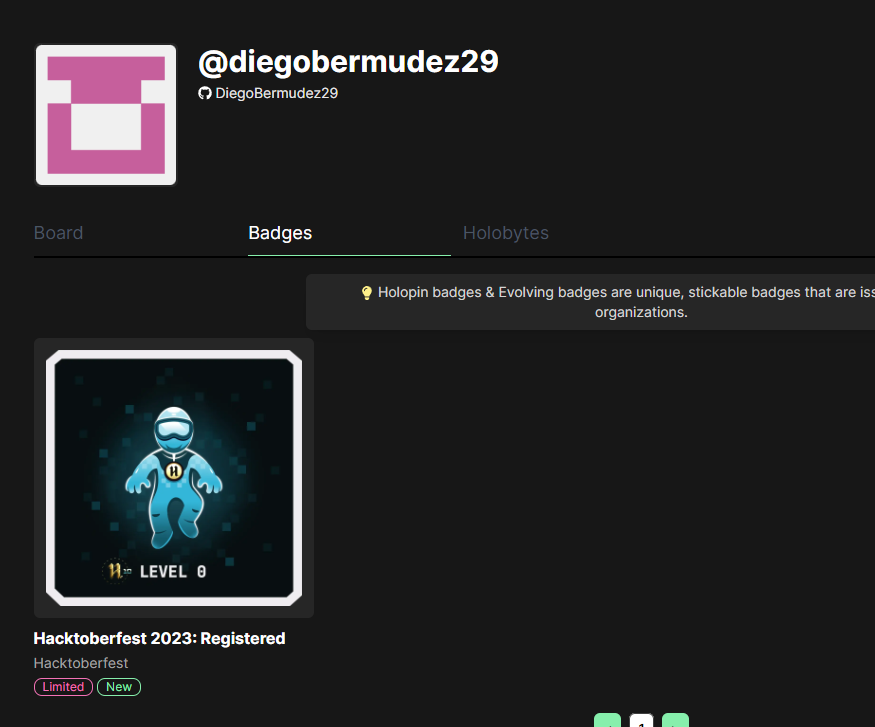 @diegobermudez29
DiegoBermudez29
Board Badges Holobytes
Holopin badges & Evolving badges are unique, stickable badges that are iss
organizations.
H
LEVEL 0
Hacktoberfest 2023: Registered
Hacktoberfest
Limited New
1